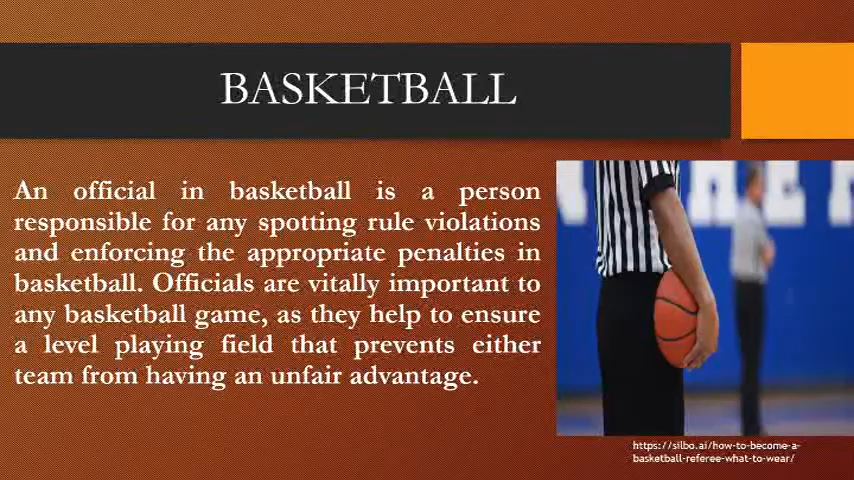 BASKETBALL
An official in basketball is a person
responsible for any spotting rule violations
and enforcing the appropriate penalties in
basketball. Officials are vitally important to
any basketball game, as they help to ensure
a level playing field that prevents either
team from having an unfair advantage.
https://silbo.ai/how-to-become-a-
basketball-referee-what-to-wear/